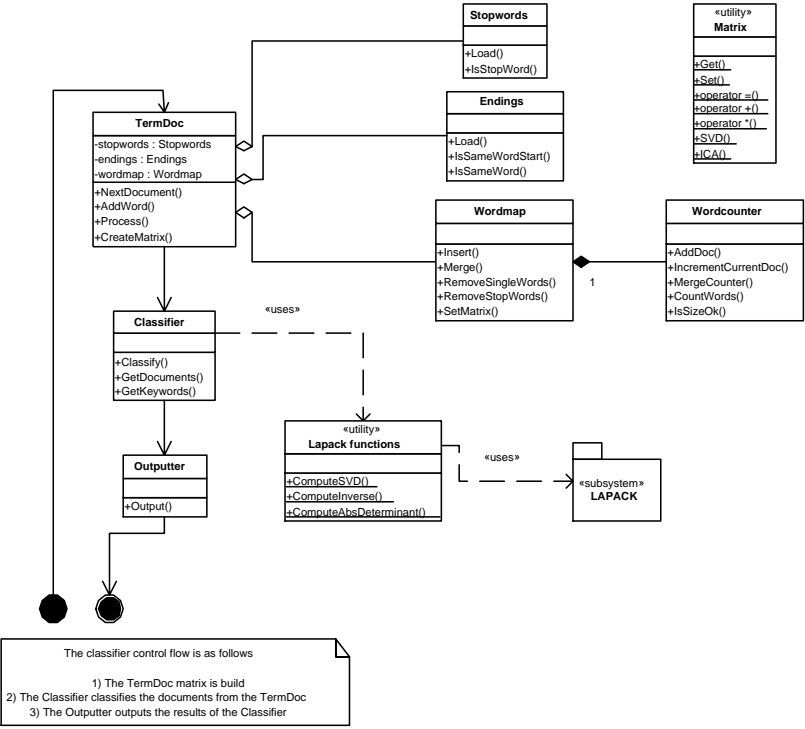 Stopwords
+Load()
+IsStopWord()
«utility»
Matrix
+Get()
+Set()
+operator =()
+operator +()
+operator *()
+SVD()
+ICA()
Endings
+Load()
+IsSameWordStart()
+IsSameWord()
TermDoc
-stopwords : Stopwords
-endings : Endings
-wordmap : Wordmap
+NextDocument()
+AddWord()
+Process()
+CreateMatrix()
Wordmap
+Insert()
+Merge()
+RemoveSingleWords()
+RemoveStopWords()
+SetMatrix()
1
Wordcounter
+AddDoc()
+IncrementCurrentDoc()
+MergeCounter()
+CountWords()
+IsSizeOk()
Classifier
+Classify()
+GetDocuments()
+GetKeywords()
«uses»
«utility»
Lapack functions
+ComputeSVD()
+ComputeInverse()
+ComputeAbsDeterminant()
«uses»
«subsystem»
LAPACK
Outputter
+Output()
The classifier control flow is as follows
1) The TermDoc matrix is build
2) The Classifier classifies the documents from the TermDoc
3) The Outputter outputs the results of the Classifier